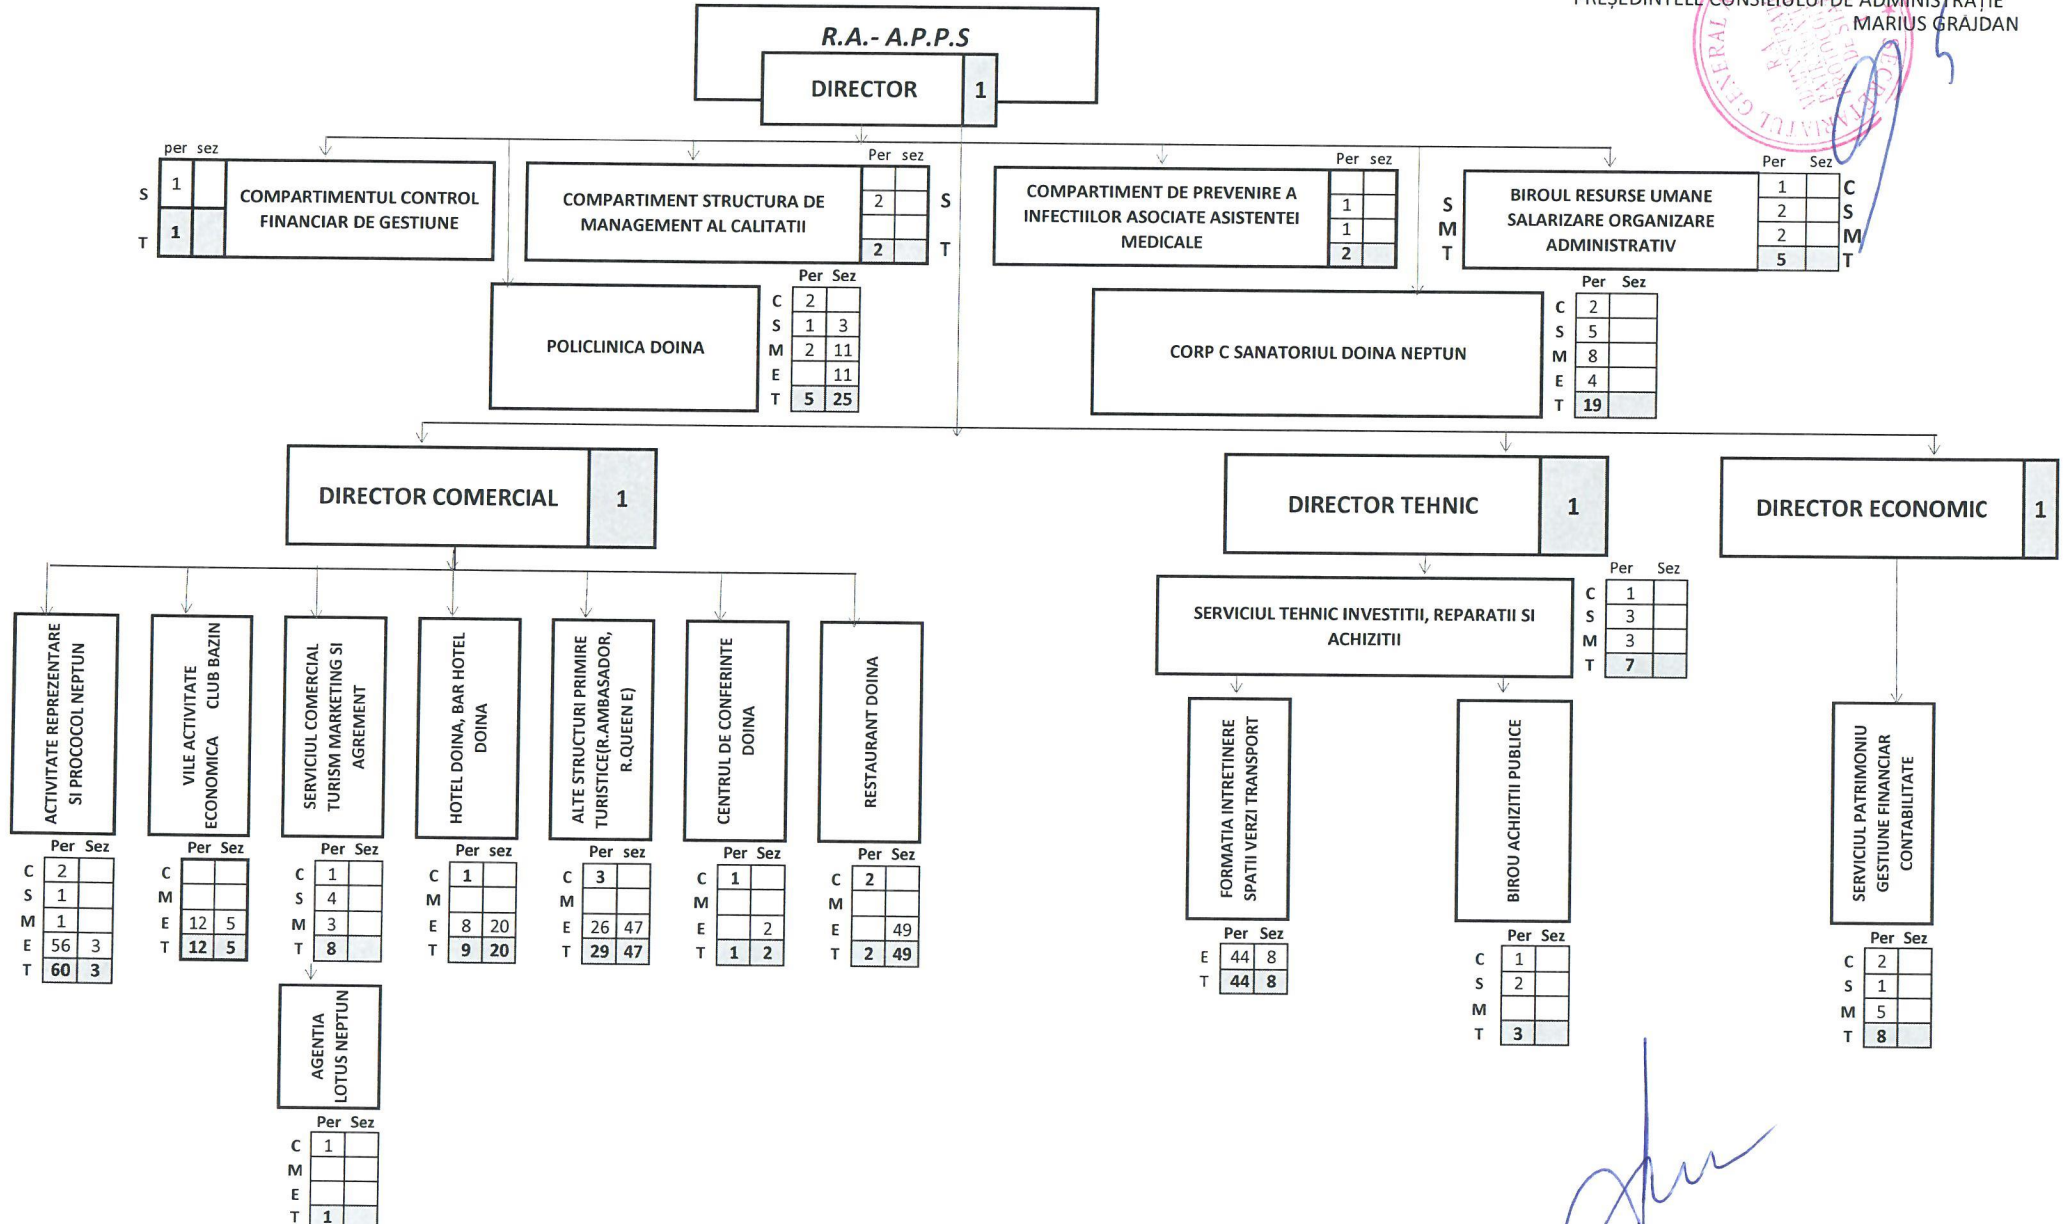 PREȘEDINTELE CONSILIULUI DE ADMINISTRAȚIE
MARIUS GRĂJDAN
SECRETARIATUL GENERAL
R.A.- A.P.P.S
DIRECTOR 1
per sez
S 1
T 1
COMPARTIMENTUL CONTROL
FINANCIAR DE GESTIUNE
COMPARTIMENT STRUCTURA DE
MANAGEMENT AL CALITATII
Per sez
2 S
2 T
COMPARTIMENT DE PREVENIRE A
INFECTIILOR ASOCIATE ASISTENTEI
MEDICALE
Per sez
1 S
1 M
2 T
BIROUL RESURSE UMANE
SALARIZARE ORGANIZARE
ADMINISTRATIV
Per Sez
1 C
2 S
2 M
5 T
POLICLINICA DOINA
Per Sez
C 2
S 1 3
M 2 11
E 11
T 5 25
CORP C SANATORIUL DOINA NEPTUN
Per Sez
C 2
S 5
M 8
E 4
T 19
DIRECTOR COMERCIAL 1
DIRECTOR TEHNIC 1
DIRECTOR ECONOMIC 1
SERVICIUL TEHNIC INVESTITII, REPARATII SI
ACHIZITII
Per Sez
C 1
S 3
M 3
T 7
ACTIVITATE REPREZENTARE
SI PROCOCOL NEPTUN
Per Sez
C 2
S 1
M 1
E 56 3
T 60 3
VILE ACTIVITATE
ECONOMICA CLUB BAZIN
Per Sez
C
M
E 12 5
T 12 5
SERVICIUL COMERCIAL
TURISM MARKETING SI
AGREMENT
Per Sez
C 1
S 4
M 3
T 8
HOTEL DOINA, BAR HOTEL
DOINA
Per sez
C 1
M
E 8 20
T 9 20
ALTE STRUCTURI PRIMIRE
TURISTICE(R.AMBASADOR,
R.QUEEN E)
Per sez
C 3
M
E 26 47
T 29 47
CENTRUL DE CONFERINTE
DOINA
Per Sez
C 1
M
E 2
T 1 2
RESTAURANT DOINA
Per Sez
C 2
M
E 49
T 2 49
FORMATIA INTRETINERE
SPATII VERZI TRANSPORT
Per Sez
E 44 8
T 44 8
BIROU ACHIZITII PUBLICE
Per Sez
C 1
S 2
M
T 3
SERVICIUL PATRIMONIU
GESTIUNE FINANCIAR
CONTABILITATE
Per Sez
C 2
S 1
M 5
T 8
AGENTIA
LOTUS NEPTUN
Per Sez
C 1
M
E
T 1